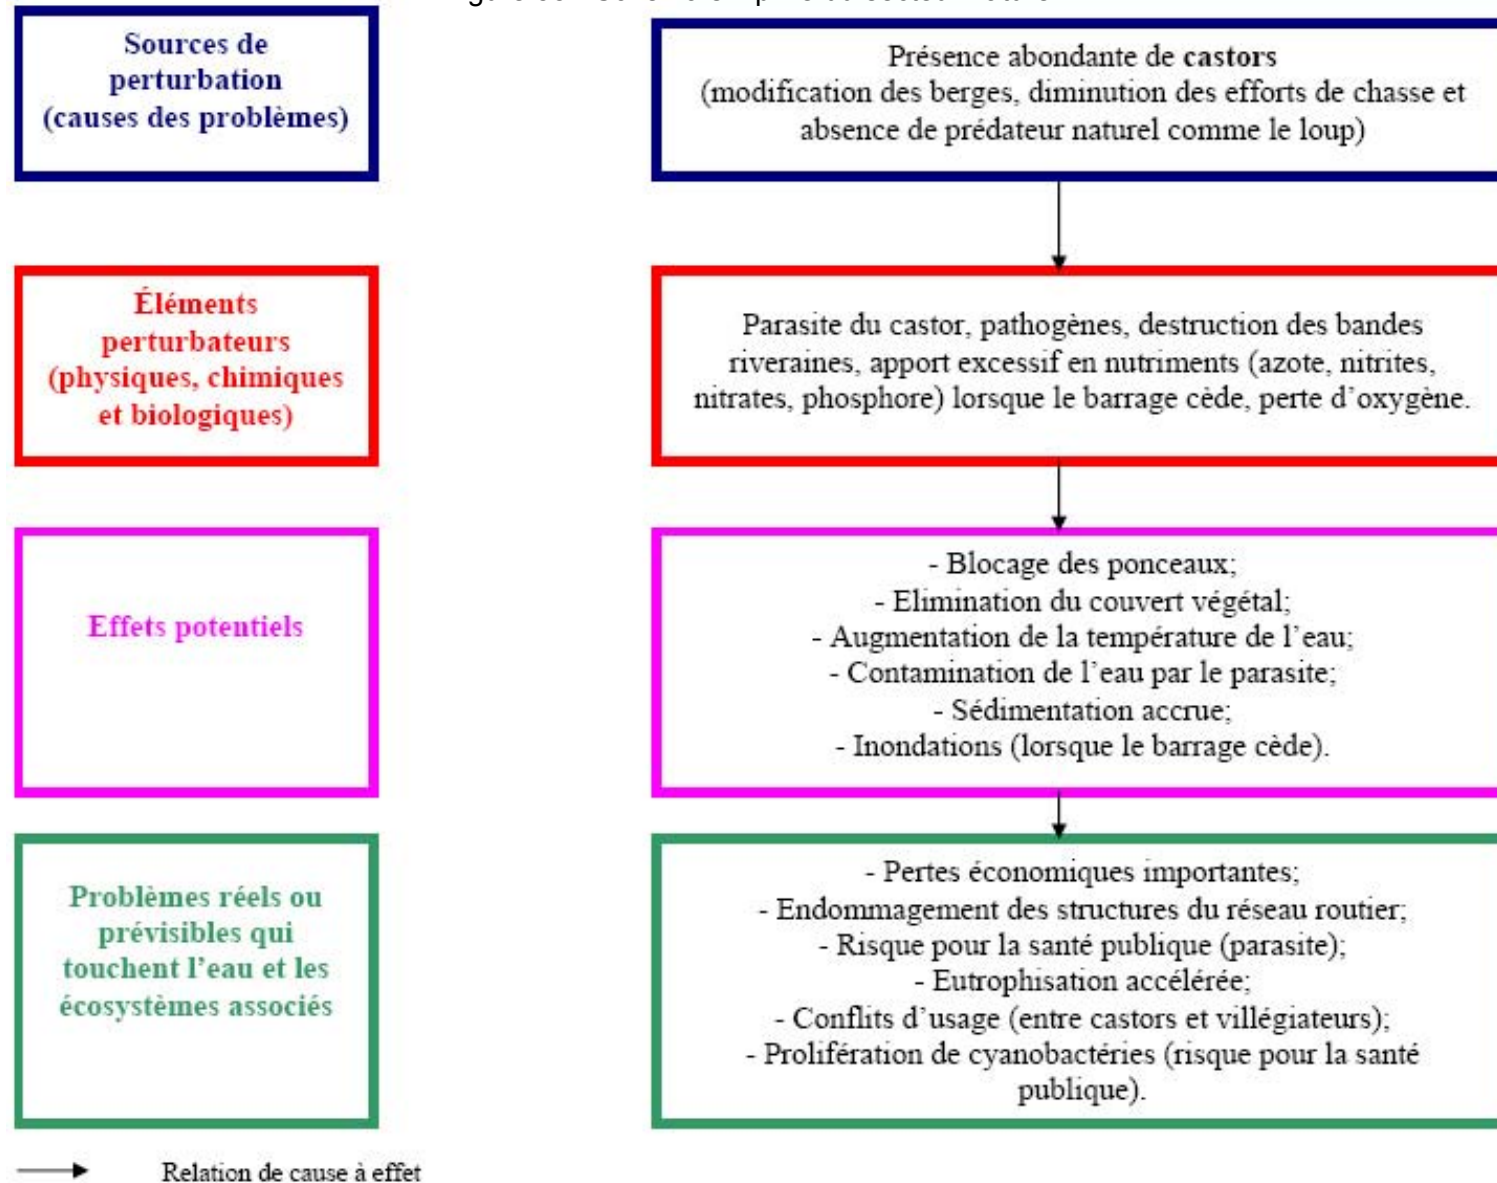 Sources de
perturbation
(causes des problèmes)
Présence abondante de castors
(modification des berges, diminution des efforts de chasse et
absence de prédateur naturel comme le loup)
Éléments
perturbateurs
(physiques, chimiques
et biologiques)
Parasite du castor, pathogènes, destruction des bandes
riveraines, apport excessif en nutriments (azote, nitrites,
nitrates, phosphore) lorsque le barrage cède, perte d'oxygène.
Effets potentiels
- Blocage des ponceaux;
- Elimination du couvert végétal;
- Augmentation de la température de l'eau;
- Contamination de l'eau par le parasite;
- Sédimentation accrue;
- Inondations (lorsque le barrage cède).
Problèmes réels ou
prévisibles qui
touchent l'eau et les
écosystèmes associés
- Pertes économiques importantes;
- Endommagement des structures du réseau routier;
- Risque pour la santé publique (parasite);
- Eutrophisation accélérée;
- Conflits d'usage (entre castors et villégiateurs);
- Prolifération de cyanobactéries (risque pour la santé
publique).
Relation de cause à effet